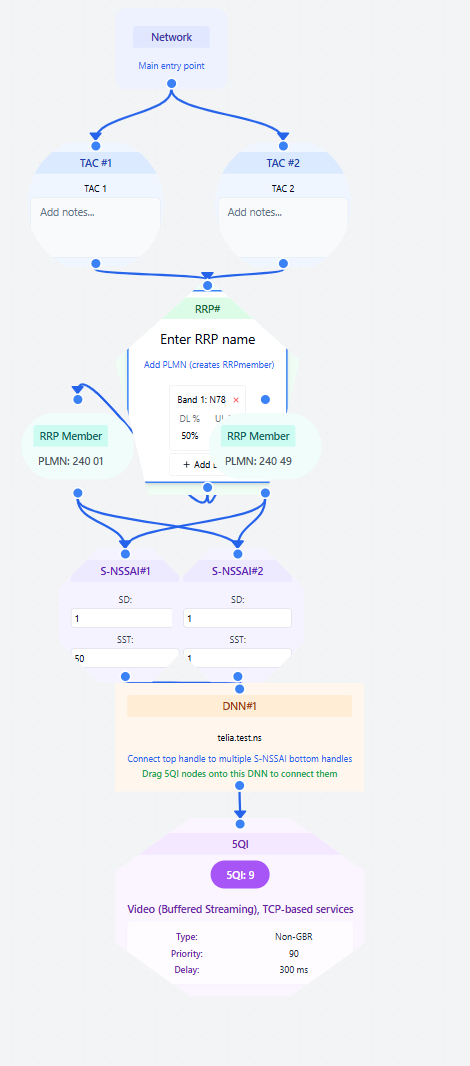 Network
Main entry point
TAC #1
TAC #2
TAC 1
TAC 2
Add notes...
Add notes...
RRP#
Enter RRP name
Add PLMN (creates RRPmember)
Band 1: N78 ×
DL %
50%
+ Add
RRP Member
PLMN: 240 01
RRP Member
PLMN: 240 49
S-NSSAI#1
S-NSSAI#2
SD:
SD:
1
1
SST:
SST:
50
1
DNN#1
telia.test.ns
Connect top handle to multiple S-NSSAI bottom handles
Drag 5QI nodes onto this DNN to connect them
5QI
5QI: 9
Video (Buffered Streaming), TCP-based services
Type: Non-GBR
Priority: 90
Delay: 300 ms